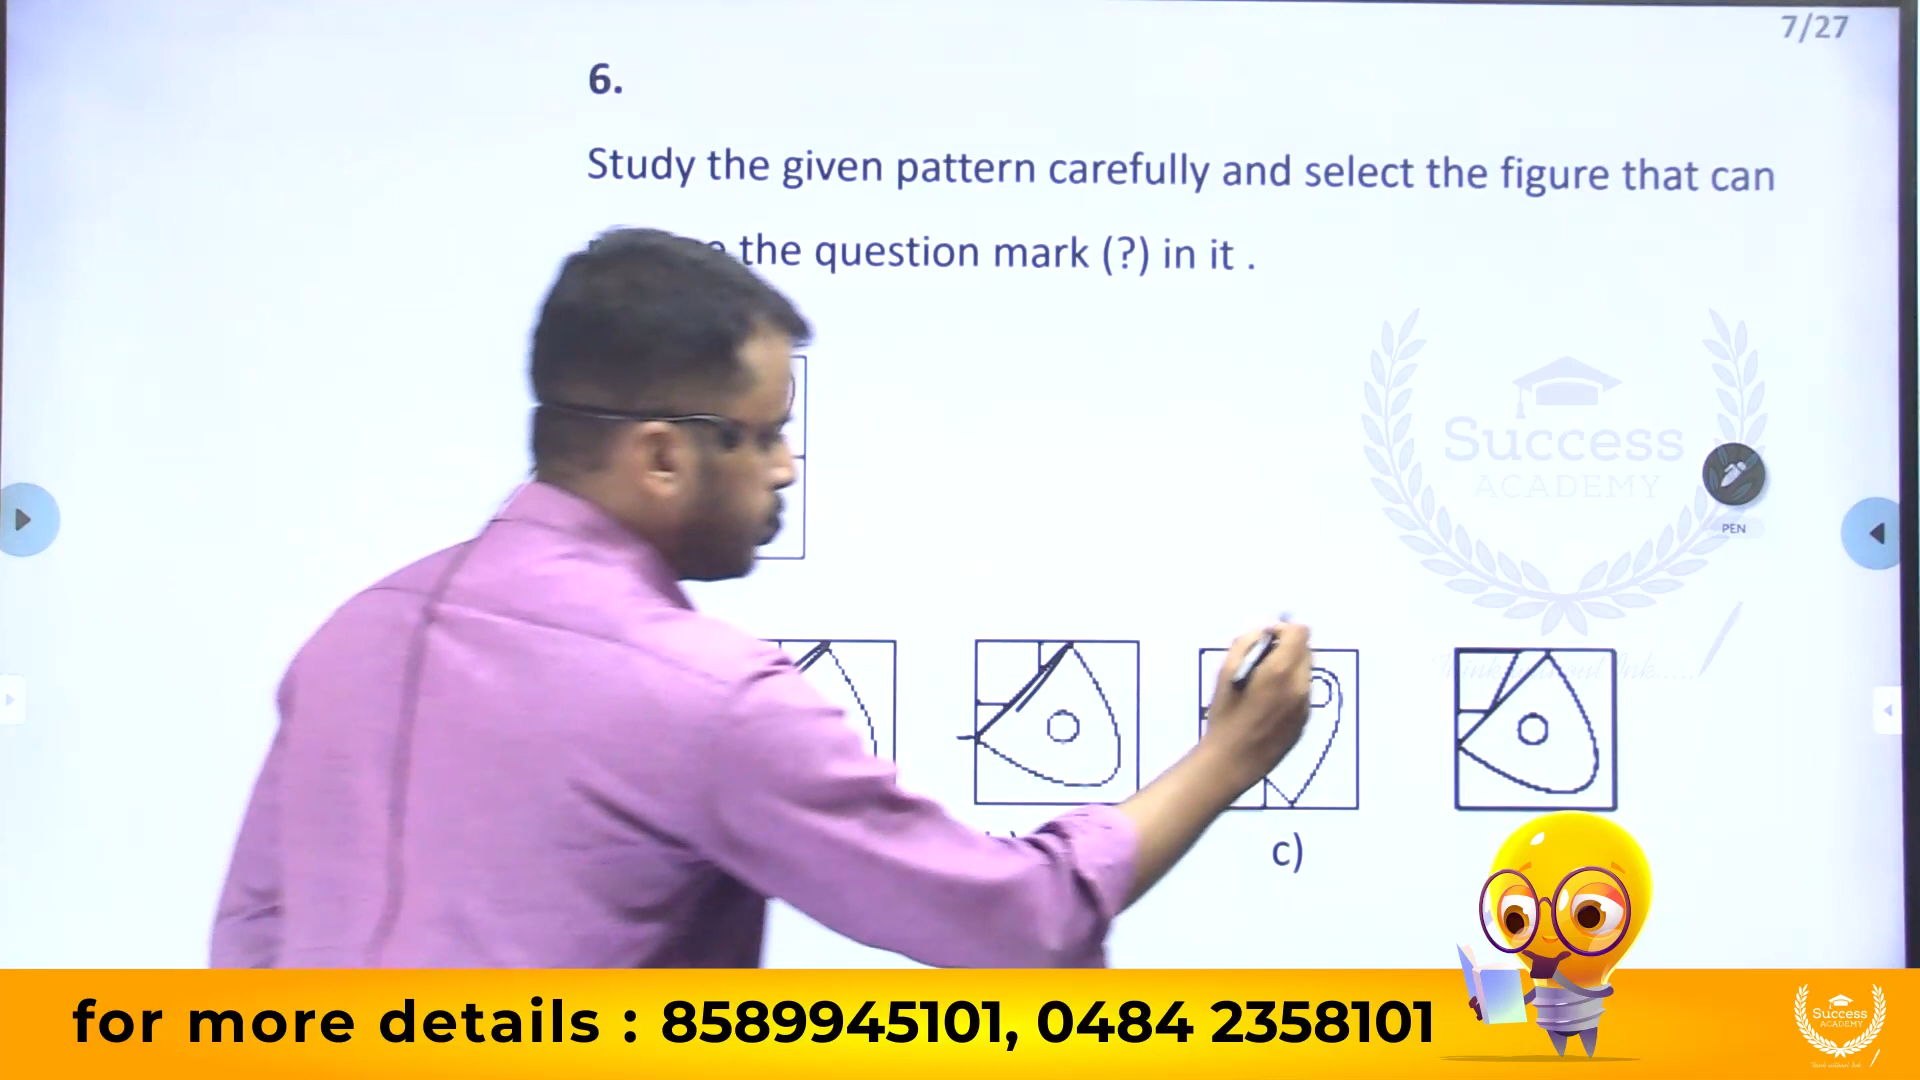 7/27
6.
Study the given pattern carefully and select the figure that can
the question mark (?) in it .
Success
ACADEMY
PEN
c)
for more details : 8589945101, 0484 2358101
Success
ACADEMY